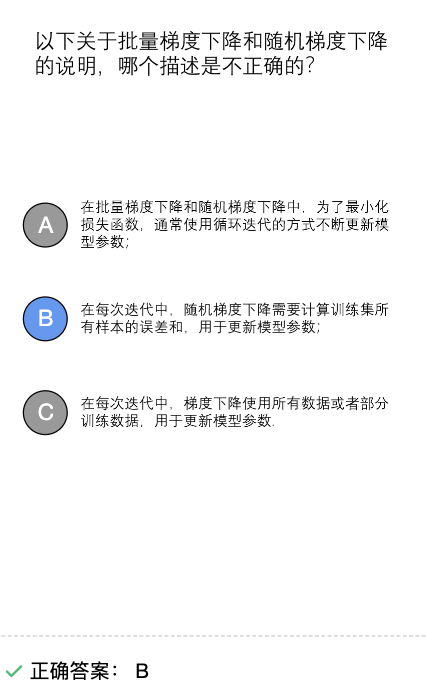 以下关于批量梯度下降和随机梯度下降
的说明，哪个描述是不正确的？
A
在批量梯度下降和随机梯度下降中，为了最小化
损失函数，通常使用循环迭代的方式不断更新模
型参数；
B
在每次迭代中，随机梯度下降需要计算训练集所
有样本的误差和，用于更新模型参数；
C
在每次迭代中，梯度下降使用所有数据或者部分
训练数据，用于更新模型参数.
正确答案： B